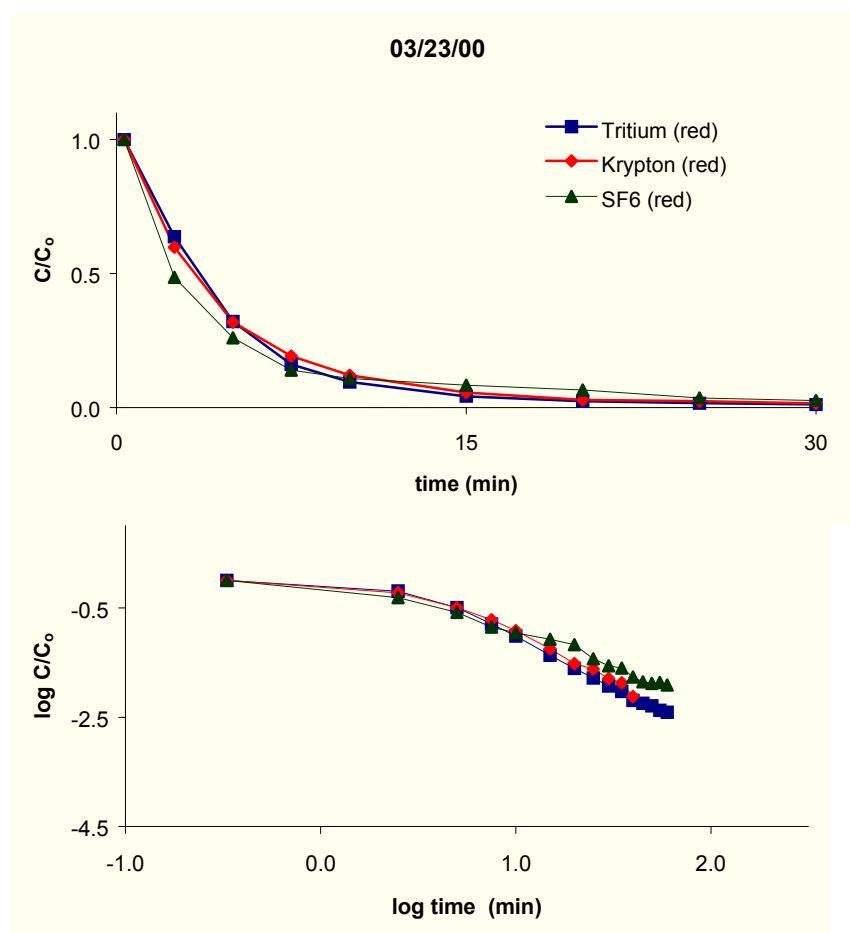 03/23/00
1.0
0.5
0.0
C/Co
Tritium (red)
Krypton (red)
SF6 (red)
0
15
30
time (min)
-0.5
-2.5
-4.5
log C/Co
-1.0
0.0
1.0
2.0
log time (min)